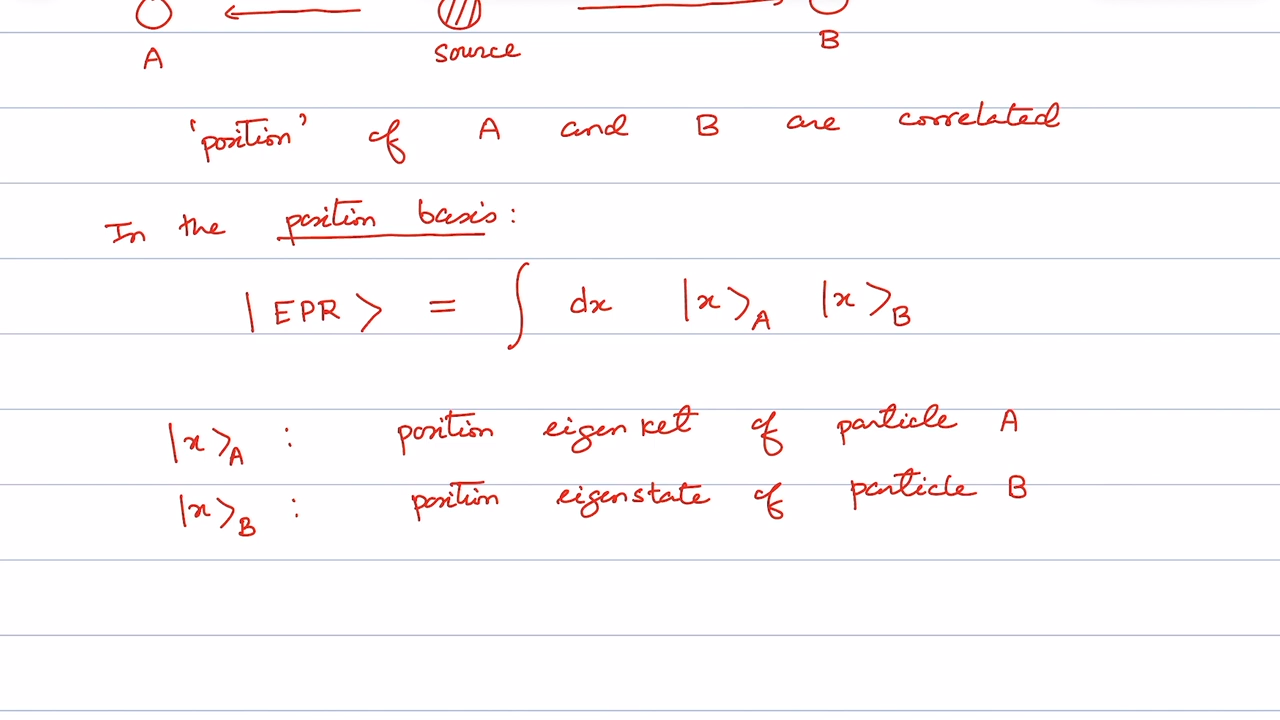 A source B
'position' of A and B are correlated
In the position basis:
|EPR> = ∫ dx |x>_A |x>_B
|x>_A : position eigenket of particle A
|x>_B : position eigenstate of particle B